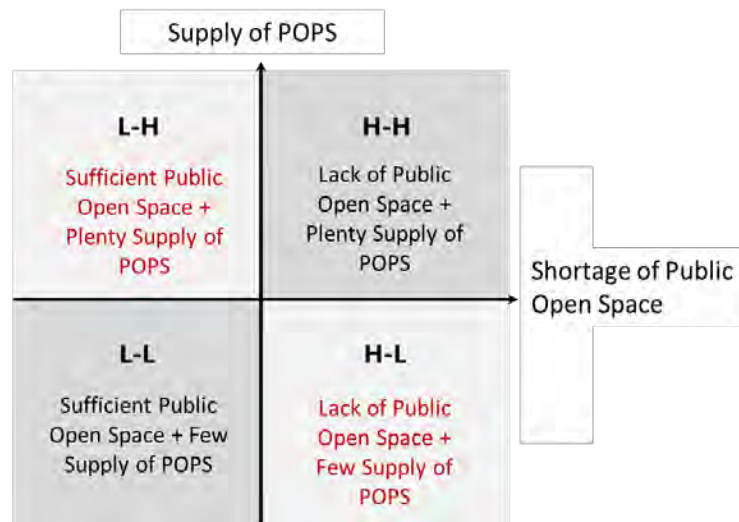 Supply of POPS
L-H
Sufficient Public
Open Space +
Plenty Supply of
POPS
H-H
Lack of Public
Open Space +
Plenty Supply of
POPS
Shortage of Public
Open Space
L-L
Sufficient Public
Open Space + Few
Supply of POPS
H-L
Lack of Public
Open Space +
Few Supply of
POPS